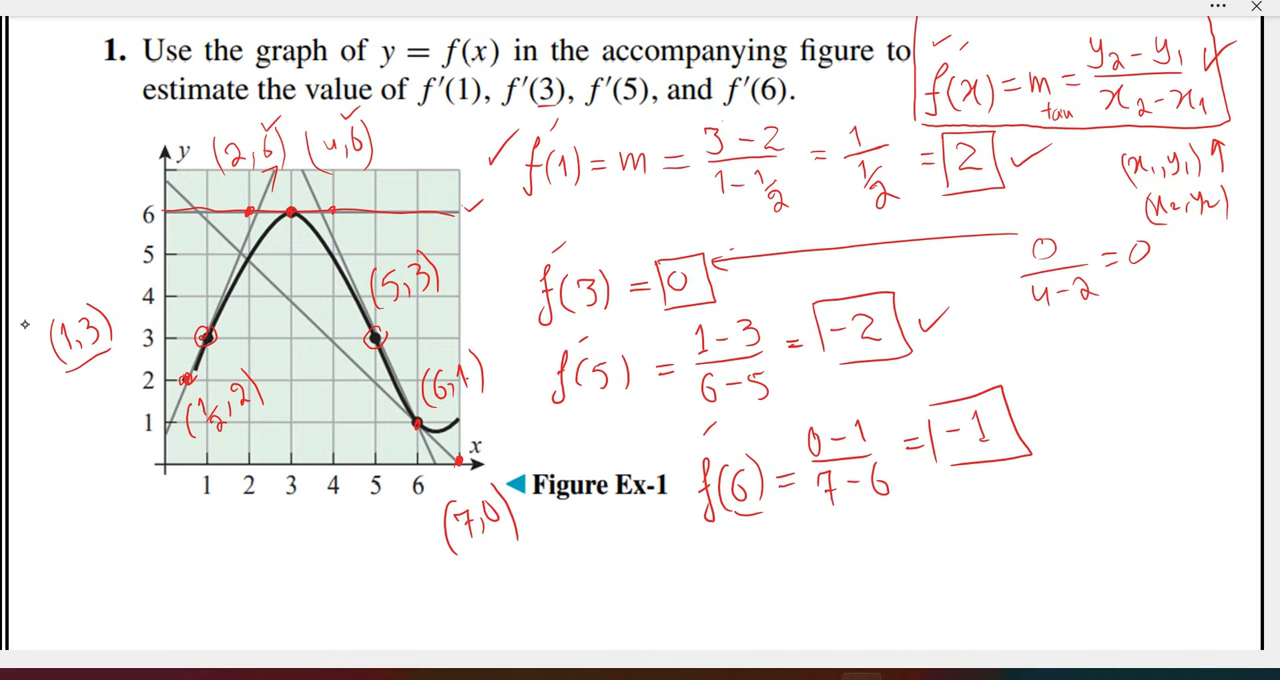 1. Use the graph of y = f(x) in the accompanying figure to
estimate the value of f′(1), f′(3), f′(5), and f′(6).
f′(x) = m tan = y2 − y1 / x2 − x1
(x1, y1)
(x2, y2)
y
(2, 6) (4, 6)
f′(1) = m = 3 − 2 / 1 − 1/2 = 1 / 1/2 = 2
6
5
4
3
2
1
(5, 3)
(1, 3)
(1/2, 2)
(6, 1)
f′(3) = 0
0 / 4 − 2 = 0
f′(5) = 1 − 3 / 6 − 5 = −2
f′(6) = 0 − 1 / 7 − 6 = −1
x
1 2 3 4 5 6
(7, 0)
Figure Ex-1